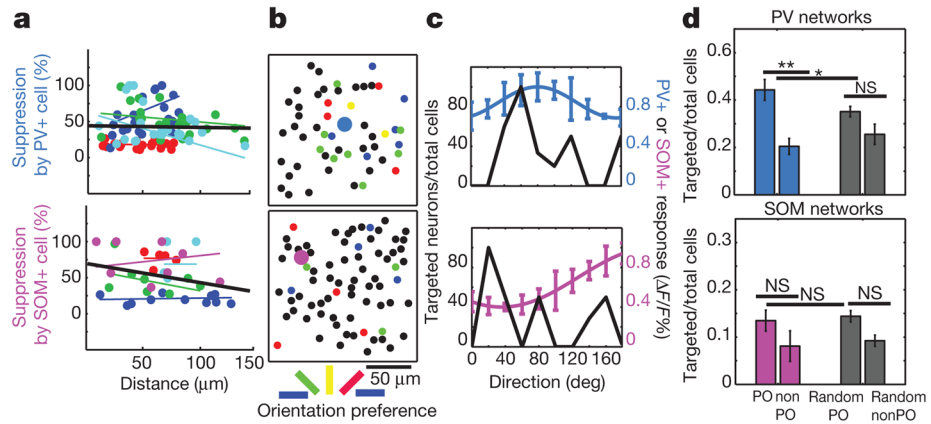 a
Suppression
by PV+ cell (%)
100
50
0
Suppression
by SOM+ cell (%)
100
50
0
50
100
150
Distance (μm)
b
50 μm
Orientation preference
c
Targeted neurons/total cells
80
40
0
0.8
0.4
0
80
40
0
0.8
0.4
0
PV+ or SOM+ response (ΔF/F%)
0
40
80
120
160
Direction (deg)
d
PV networks
Targeted/total cells
0.6
0.4
0.2
0
**
*
NS
SOM networks
Targeted/total cells
0.3
0.2
0.1
0
NS
NS
NS
PO
non
PO
Random
PO
Random
nonPO